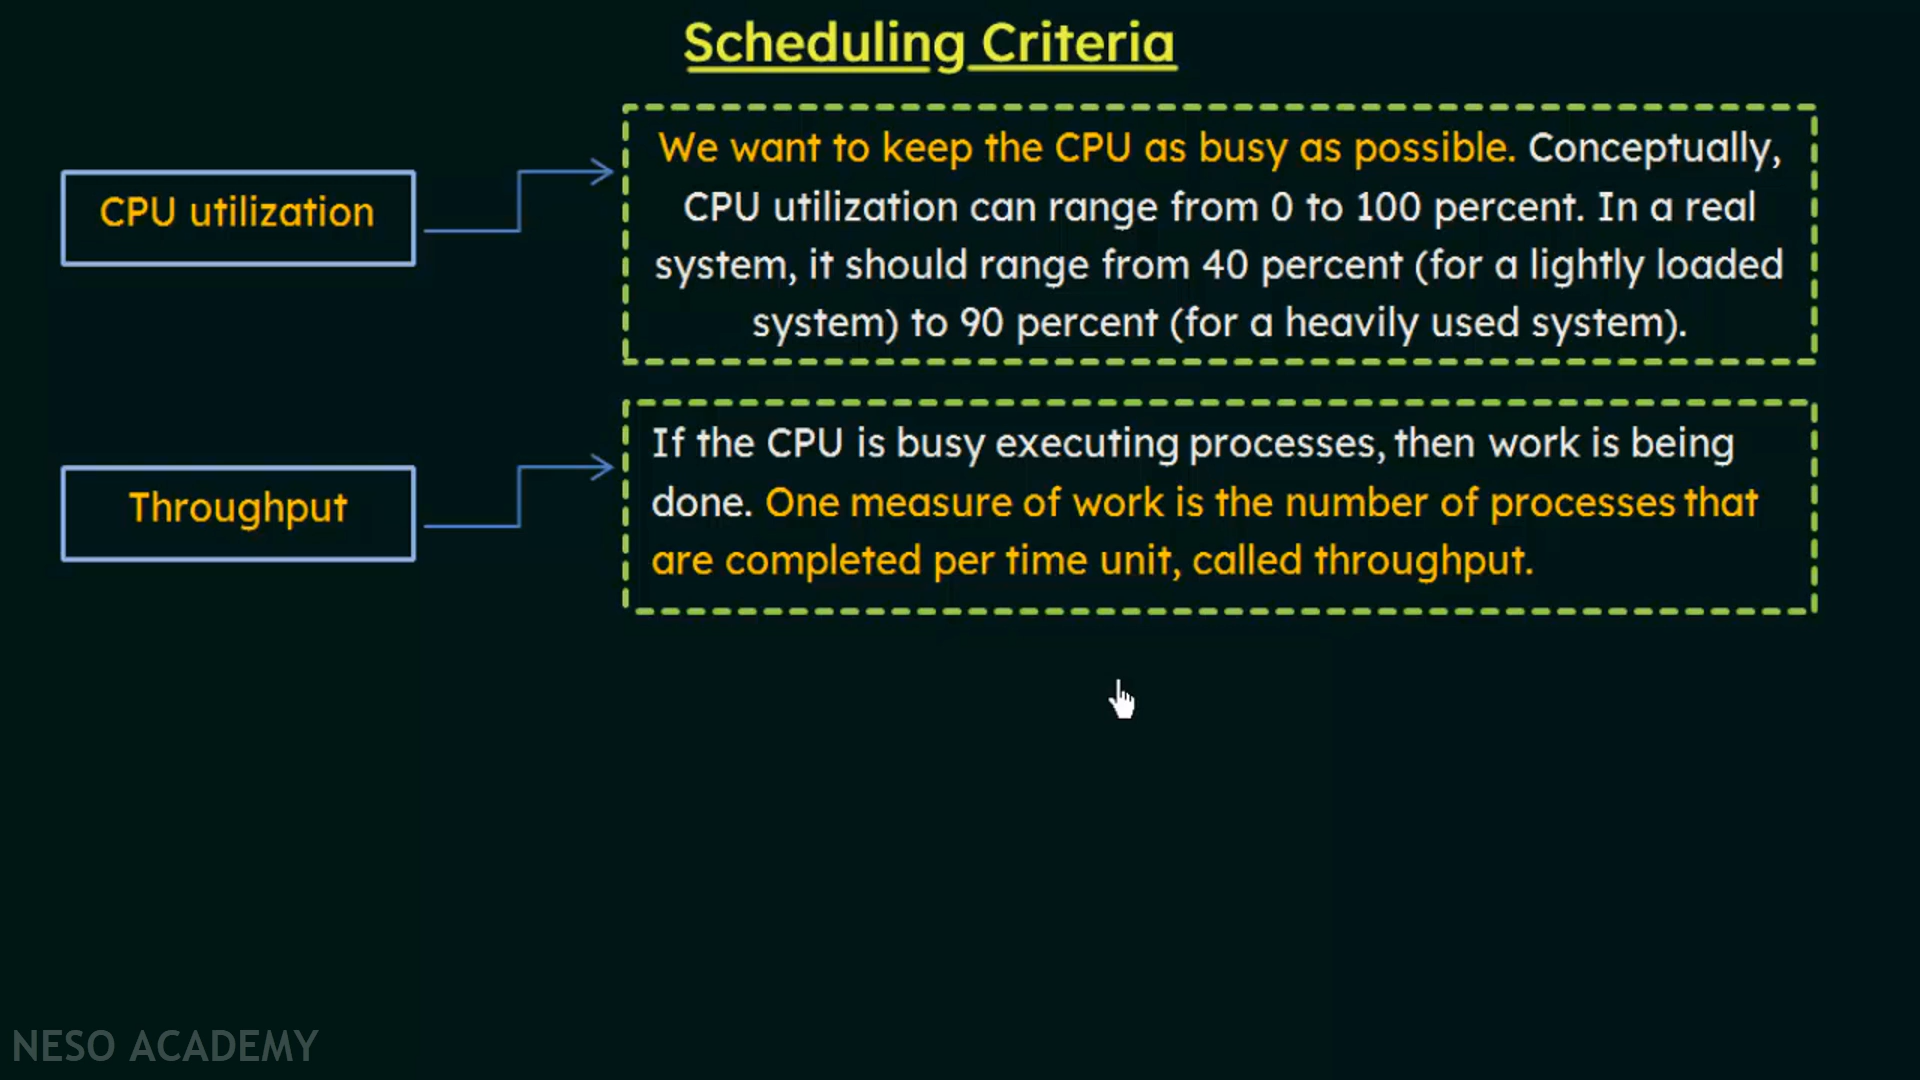 Scheduling Criteria
CPU utilization
We want to keep the CPU as busy as possible. Conceptually,
CPU utilization can range from 0 to 100 percent. In a real
system, it should range from 40 percent (for a lightly loaded
system) to 90 percent (for a heavily used system).
Throughput
If the CPU is busy executing processes, then work is being
done. One measure of work is the number of processes that
are completed per time unit, called throughput.
NESO ACADEMY